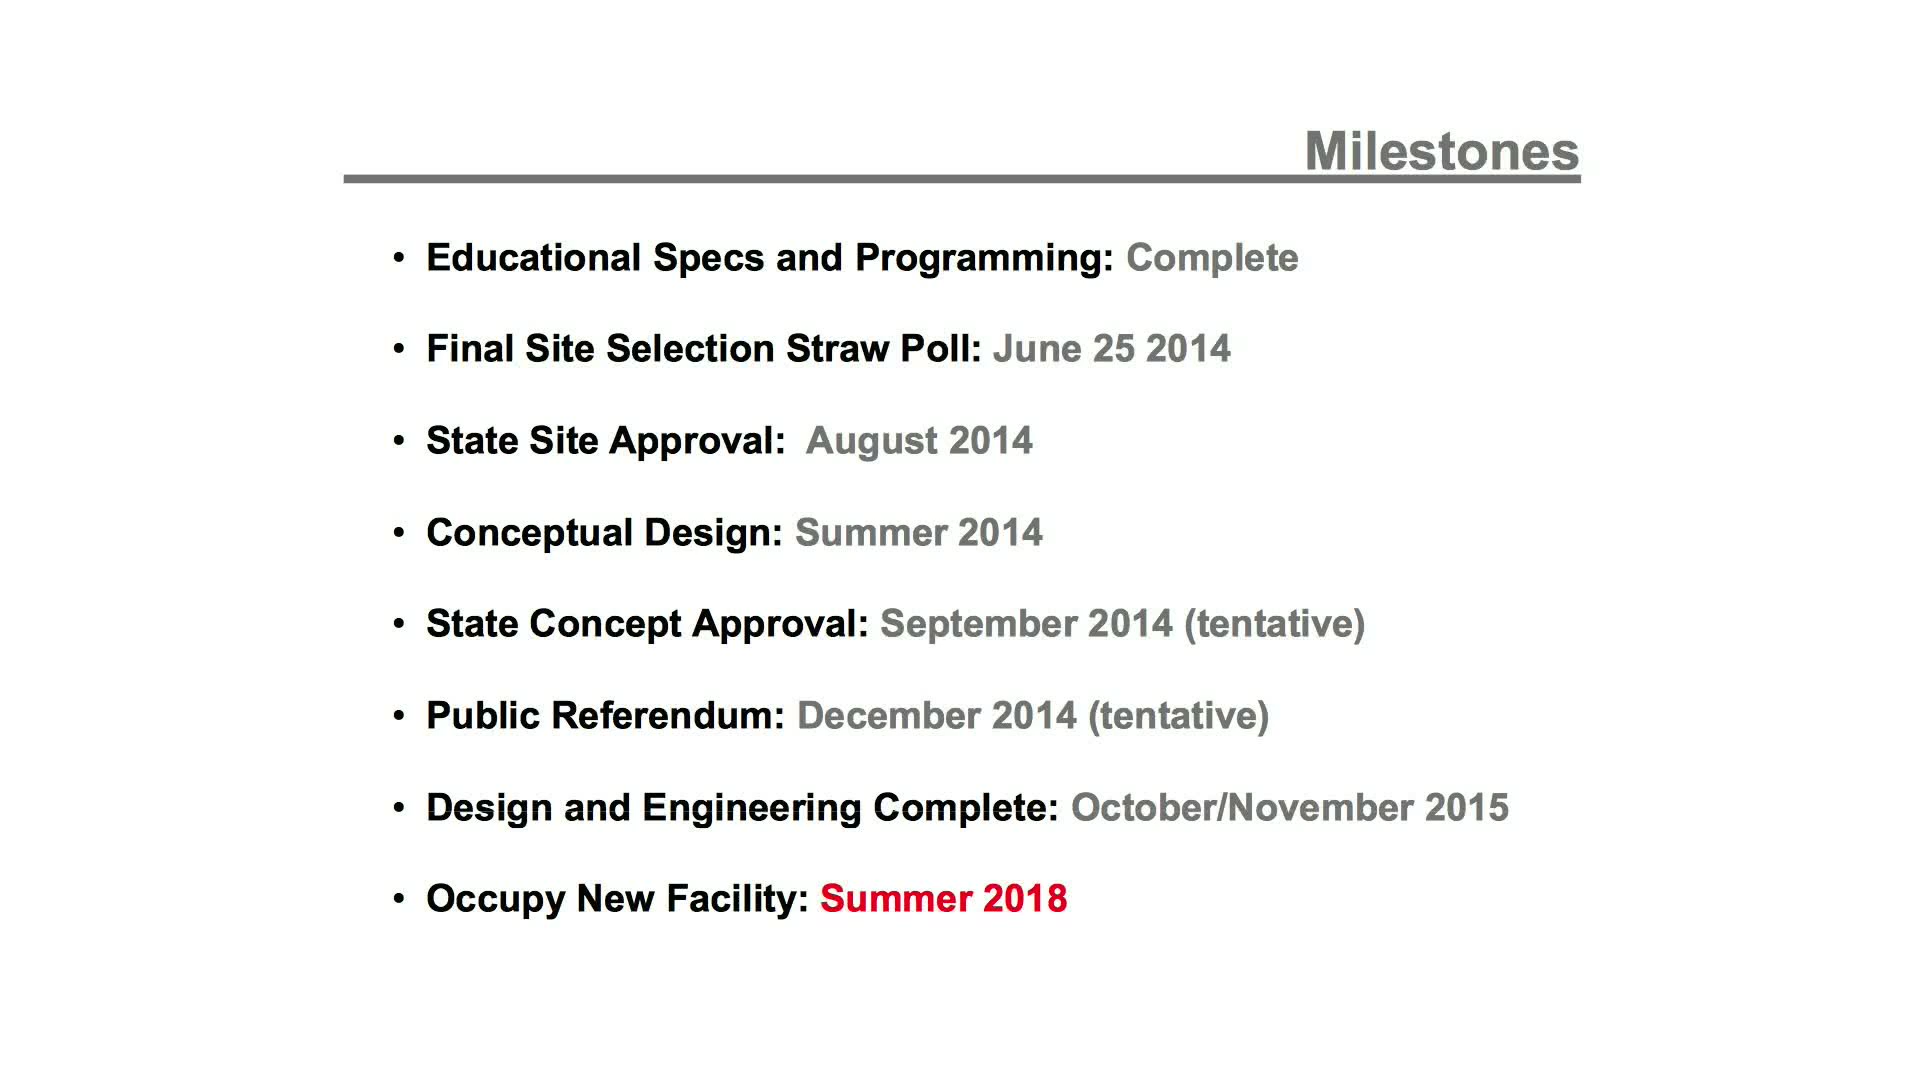 Milestones
• Educational Specs and Programming: Complete
• Final Site Selection Straw Poll: June 25 2014
• State Site Approval:  August 2014
• Conceptual Design: Summer 2014
• State Concept Approval: September 2014 (tentative)
• Public Referendum: December 2014 (tentative)
• Design and Engineering Complete: October/November 2015
• Occupy New Facility: Summer 2018